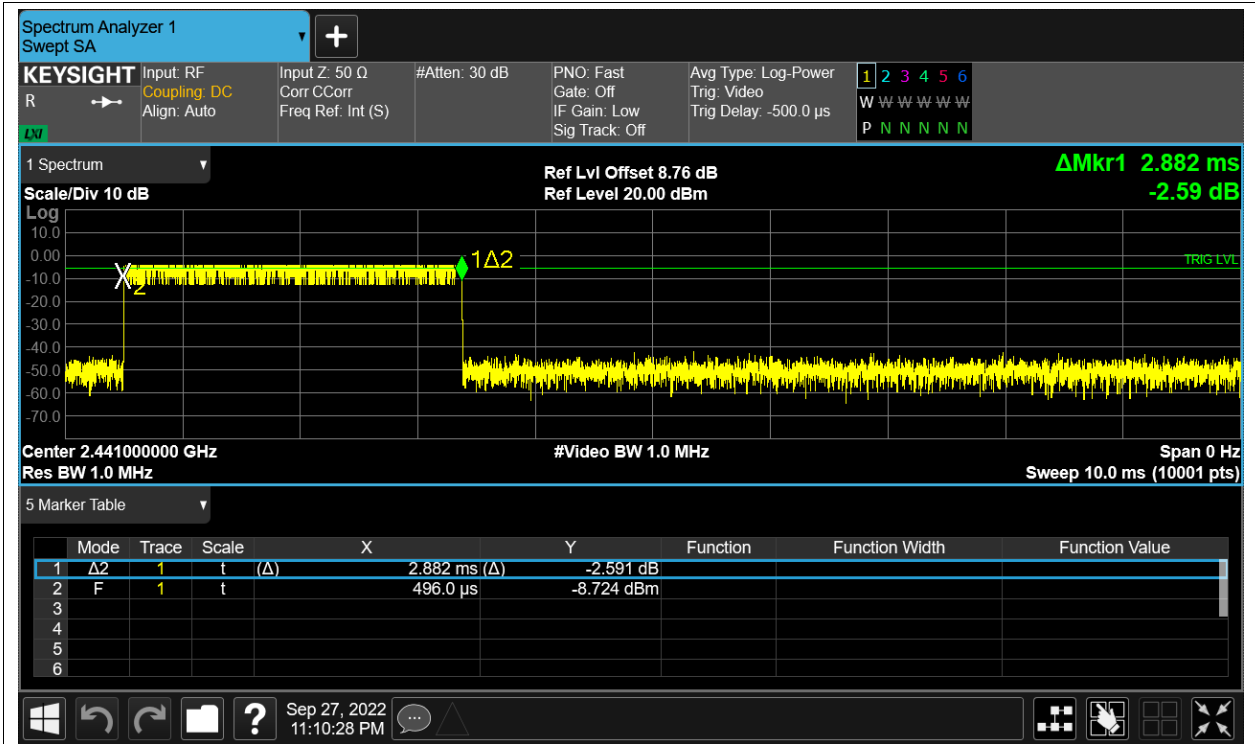 Spectrum Analyzer 1
Swept SA
KEYSIGHT
R
LXI
Input: RF
Coupling: DC
Align: Auto
Input Z: 50 Ω
Corr CCorr
Freq Ref: Int (S)
#Atten: 30 dB
PNO: Fast
Gate: Off
IF Gain: Low
Sig Track: Off
Avg Type: Log-Power
Trig: Video
Trig Delay: -500.0 µs
1 2 3 4 5 6
W W W W W W
P N N N N N
1 Spectrum
Scale/Div 10 dB
Ref Lvl Offset 8.76 dB
Ref Level 20.00 dBm
ΔMkr1 2.882 ms
-2.59 dB
Log
10.0
0.00
-10.0
-20.0
-30.0
-40.0
-50.0
-60.0
-70.0
X2
1Δ2
TRIG LVL
Center 2.441000000 GHz
#Video BW 1.0 MHz
Span 0 Hz
Res BW 1.0 MHz
Sweep 10.0 ms (10001 pts)
5 Marker Table
Mode Trace Scale X Y Function Function Width Function Value
1 Δ2 1 t (Δ) 2.882 ms (Δ) -2.591 dB
2 F 1 t 496.0 µs -8.724 dBm
3
4
5
6
?
Sep 27, 2022
11:10:28 PM